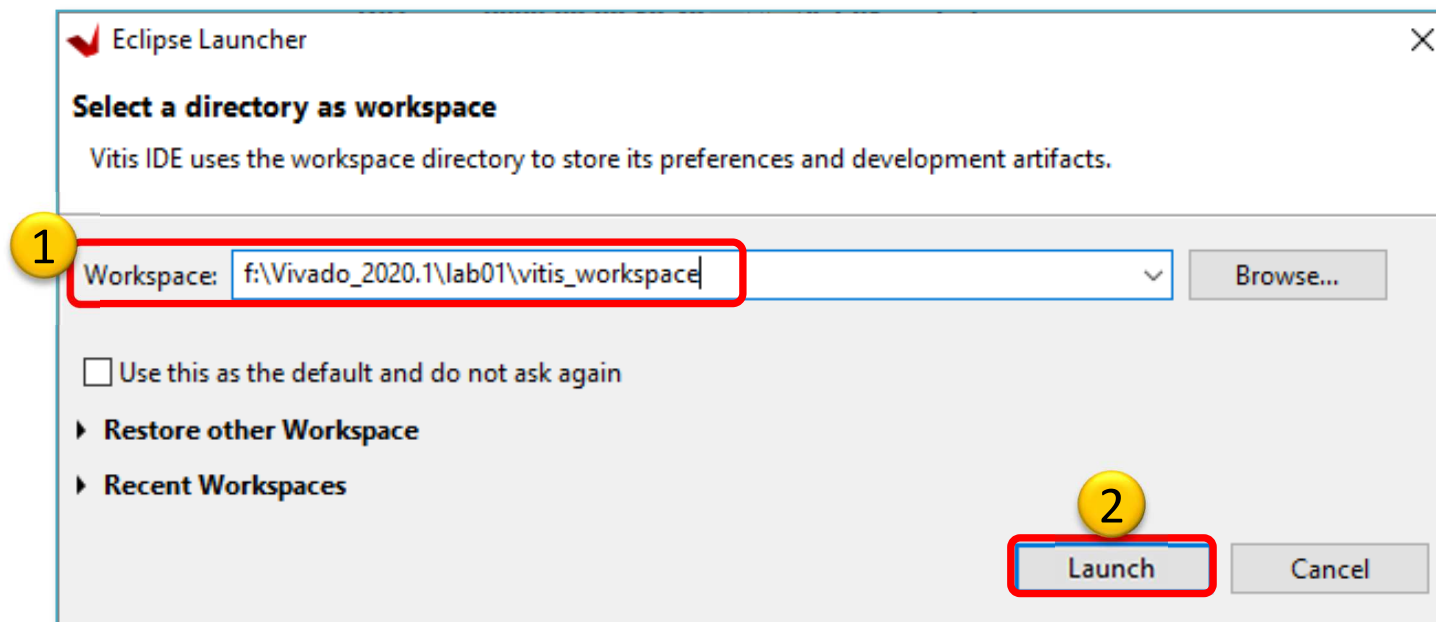 Eclipse Launcher
Select a directory as workspace
Vitis IDE uses the workspace directory to store its preferences and development artifacts.
1
Workspace: f:\Vivado_2020.1\lab01\vitis_workspace Browse...
Use this as the default and do not ask again
Restore other Workspace
Recent Workspaces
2
Launch Cancel